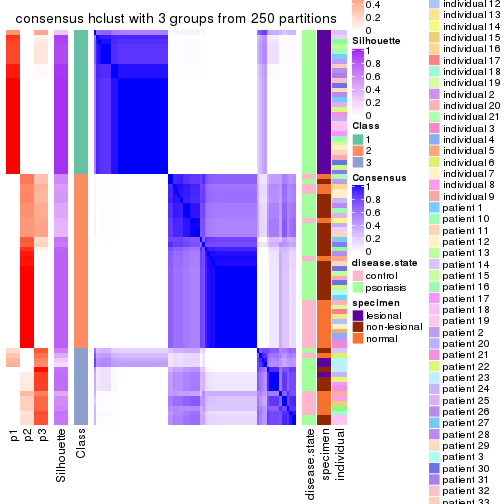 consensus hclust with 3 groups from 250 partitions
p1
p2
p3
Silhouette
Class
disease.state
specimen
individual
0.4
0.2
0
Silhouette
1
0.8
0.6
0.4
0.2
0
Class
1
2
3
Consensus
1
0.8
0.6
0.4
0.2
0
disease.state
control
psoriasis
specimen
lesional
non-lesional
normal
individual 12
individual 13
individual 14
individual 15
individual 16
individual 17
individual 18
individual 19
individual 2
individual 20
individual 21
individual 3
individual 4
individual 5
individual 6
individual 7
individual 8
individual 9
patient 1
patient 10
patient 11
patient 12
patient 13
patient 14
patient 15
patient 16
patient 17
patient 18
patient 19
patient 2
patient 20
patient 21
patient 22
patient 23
patient 24
patient 25
patient 26
patient 27
patient 28
patient 29
patient 3
patient 30
patient 31
patient 32
patient 33